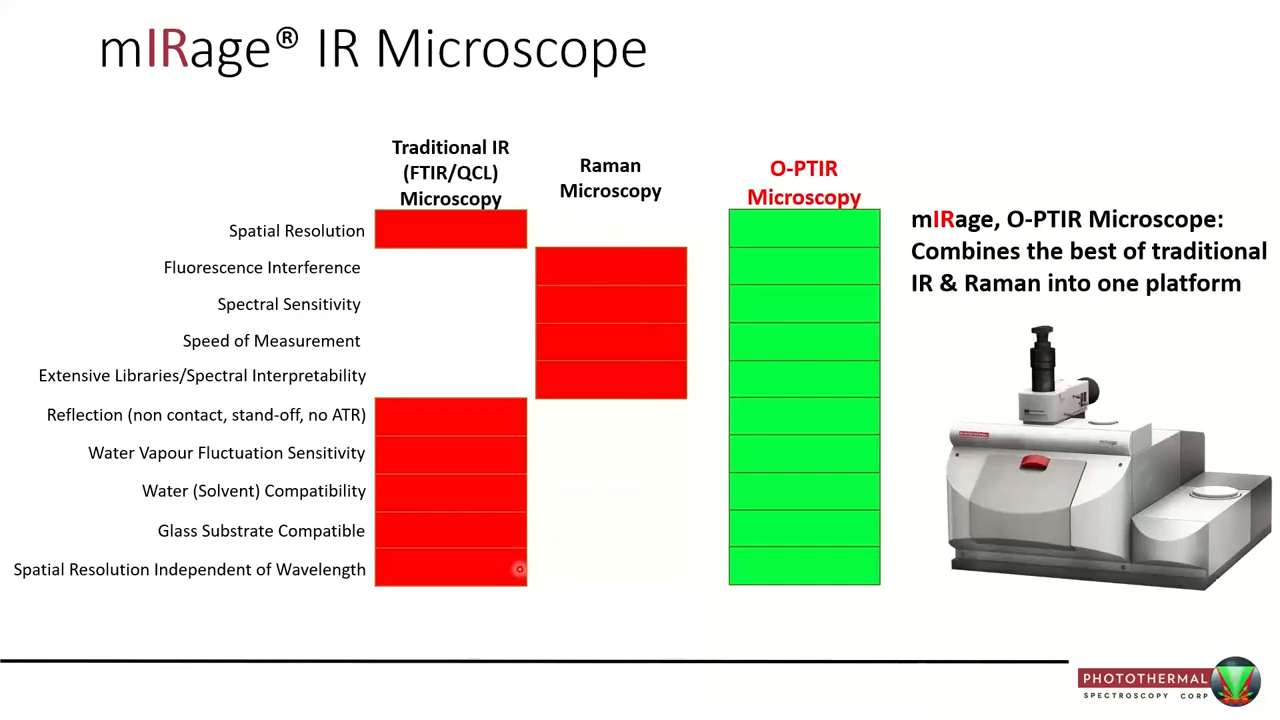 mIRage® IR Microscope
Traditional IR
(FTIR/QCL)
Microscopy
Raman
Microscopy
O-PTIR
Microscopy
Spatial Resolution
Fluorescence Interference
Spectral Sensitivity
Speed of Measurement
Extensive Libraries/Spectral Interpretability
Reflection (non contact, stand-off, no ATR)
Water Vapour Fluctuation Sensitivity
Water (Solvent) Compatibility
Glass Substrate Compatible
Spatial Resolution Independent of Wavelength
mIRage, O-PTIR Microscope:
Combines the best of traditional
IR & Raman into one platform
mIRage
PHOTOTHERMAL
SPECTROSCOPY CORP